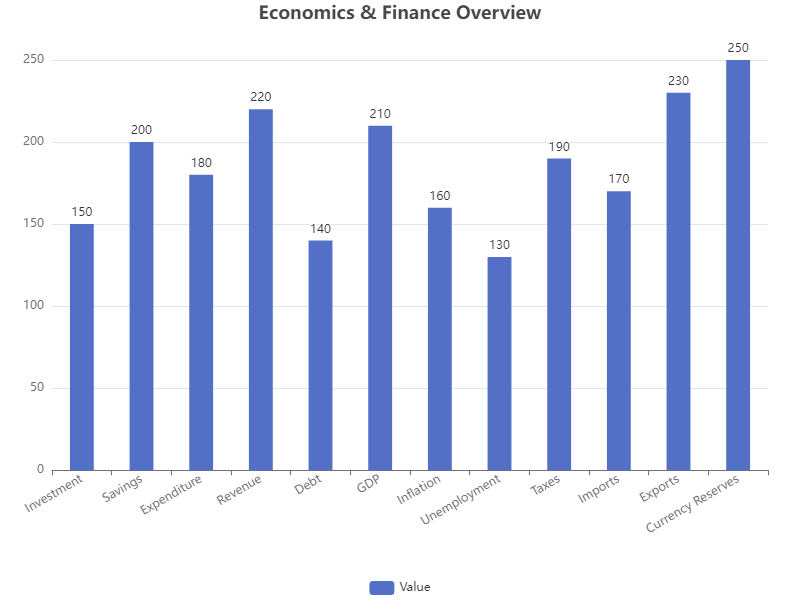 Economics & Finance Overview
250
200
150
100
50
0
150
200
180
220
140
210
160
130
190
170
230
250
Investment
Savings
Expenditure
Revenue
Debt
GDP
Inflation
Unemployment
Taxes
Imports
Exports
Currency Reserves
Value